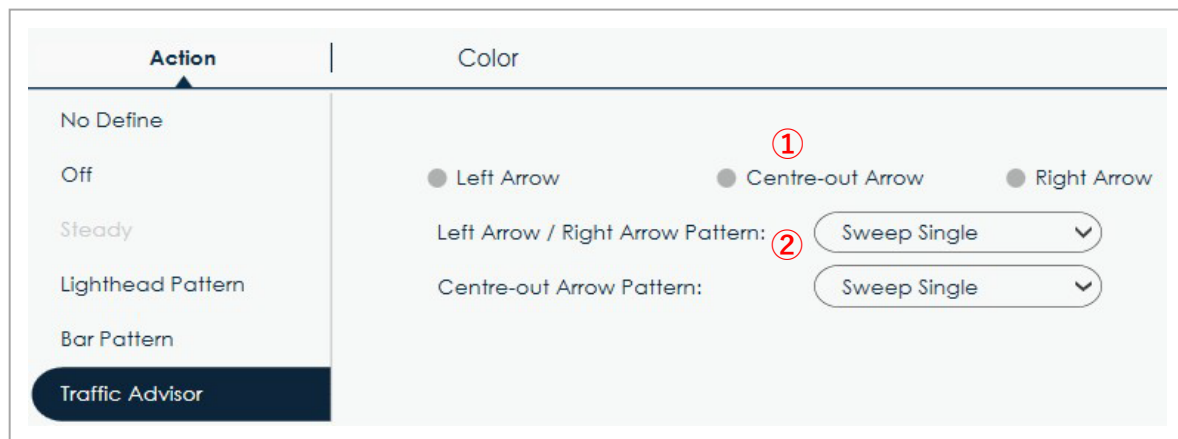 Action Color
No Define
①
Off
Left Arrow Centre-out Arrow Right Arrow
Steady
Left Arrow / Right Arrow Pattern: ② Sweep Single
Lighthead Pattern
Centre-out Arrow Pattern: Sweep Single
Bar Pattern
Traffic Advisor